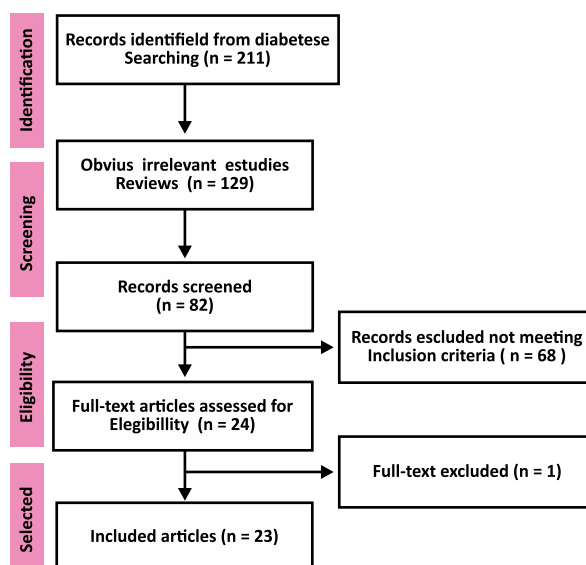 Identification
Records identifield from diabetese
Searching (n = 211)
Screening
Obvius irrelevant estudies
Reviews (n = 129)
Records screened
(n = 82)
Records escluded not meeting
Inclusion criteria ( n = 68 )
Eligibility
Full-text articles assessed for
Elegibillity (n = 24)
Full-text excluded (n = 1)
Selected
Included articles (n = 23)